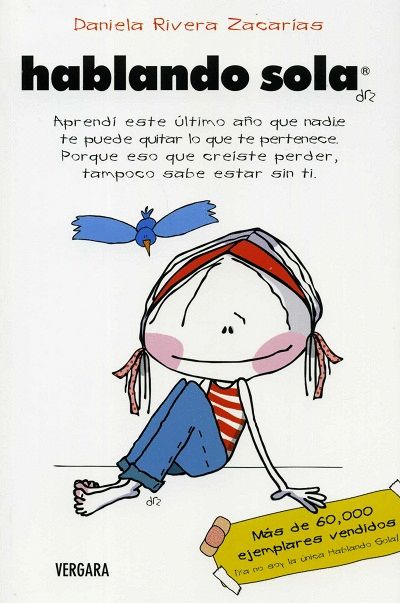 Daniela Rivera Zacarías
hablando sola®
drz
Aprendí este último año que nadie
te puede quitar lo que te pertenece.
Porque eso que creíste perder,
tampoco sabe estar sin ti.
drz
Más de 60,000
ejemplares vendidos
¡Ya no soy la única Hablando Sola!
VERGARA